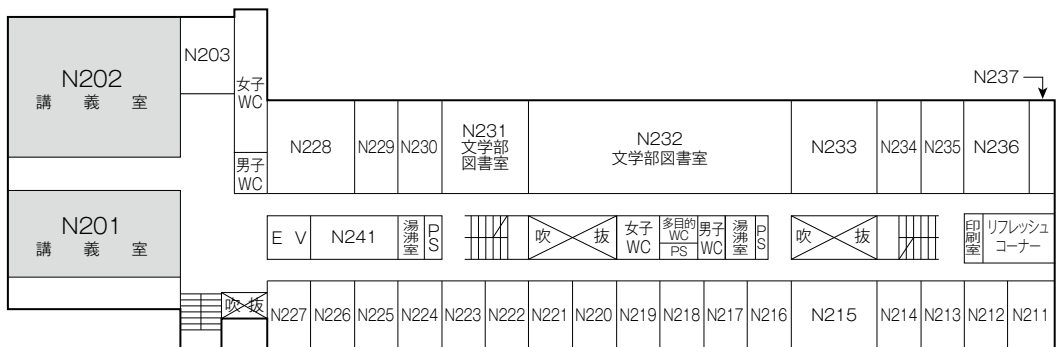 N202
講 義 室
N203
女子
WC
男子
WC
N237
N228
N229
N230
N231
文学部
図書室
N232
文学部図書室
N233
N234
N235
N236
N201
講 義 室
E V
N241
湯沸室
PS
吹 抜
女子
WC
多目的
WC
PS
男子
WC
湯沸室
PS
吹 抜
印刷室
リフレッシュ
コーナー
吹 抜
N227
N226
N225
N224
N223
N222
N221
N220
N219
N218
N217
N216
N215
N214
N213
N212
N211